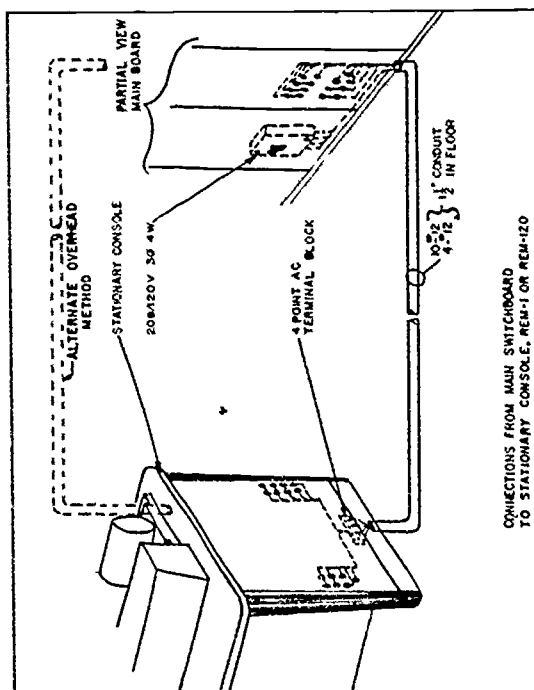 PARTIAL VIEW
MAIN BOARD
ALTERNATE OVERHEAD
METHOD
STATIONARY CONSOLE
208/120V 3Ø 4W.
4 POINT AC
TERMINAL BLOCK
10-#12 } 1½" CONDUIT
4-#12 } IN FLOOR
CONNECTIONS FROM MAIN SWITCHBOARD
TO STATIONARY CONSOLE, REM-1 OR REM-120